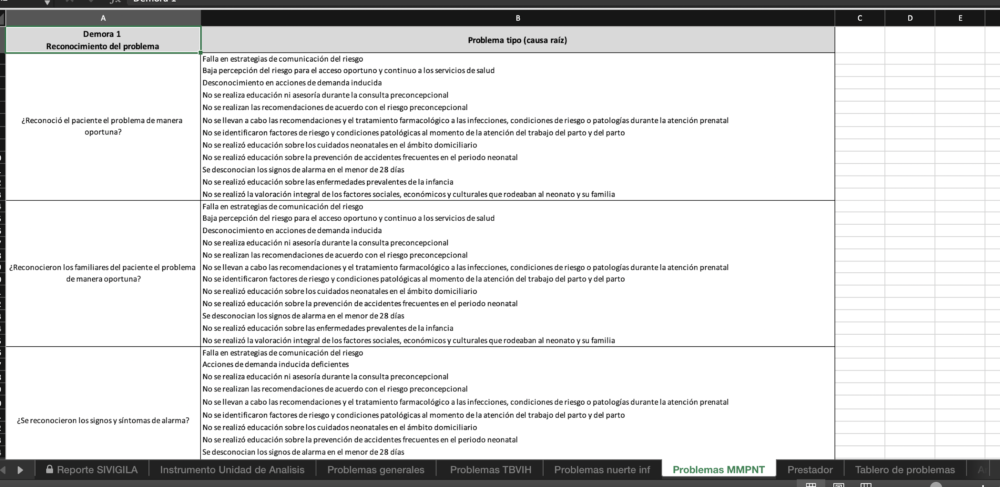 A B C D E
Demora 1
Reconocimiento del problema
Problema tipo (causa raíz)
¿Reconoció el paciente el problema de manera
oportuna?
Falla en estrategias de comunicación del riesgo
Baja percepción del riesgo para el acceso oportuno y continuo a los servicios de salud
Desconocimiento en acciones de demanda inducida
No se realiza educación ni asesoría durante la consulta preconcepcional
No se realizan las recomendaciones de acuerdo con el riesgo preconcepcional
No se llevan a cabo las recomendaciones y el tratamiento farmacológico a las infecciones, condiciones de riesgo o patologías durante la atención prenatal
No se identificaron factores de riesgo y condiciones patológicas al momento de la atención del trabajo del parto y del parto
No se realizó educación sobre los cuidados neonatales en el ámbito domiciliario
No se realizó educación sobre la prevención de accidentes frecuentes en el periodo neonatal
Se desconocian los signos de alarma en el menor de 28 días
No se realizó educación sobre las enfermedades prevalentes de la infancia
No se realizó la valoración integral de los factores sociales, económicos y culturales que rodeaban al neonato y su familia
¿Reconocieron los familiares del paciente el problema
de manera oportuna?
Falla en estrategias de comunicación del riesgo
Baja percepción del riesgo para el acceso oportuno y continuo a los servicios de salud
Desconocimiento en acciones de demanda inducida
No se realiza educación ni asesoría durante la consulta preconcepcional
No se realizan las recomendaciones de acuerdo con el riesgo preconcepcional
No se llevan a cabo las recomendaciones y el tratamiento farmacológico a las infecciones, condiciones de riesgo o patologías durante la atención prenatal
No se identificaron factores de riesgo y condiciones patológicas al momento de la atención del trabajo del parto y del parto
No se realizó educación sobre los cuidados neonatales en el ámbito domiciliario
No se realizó educación sobre la prevención de accidentes frecuentes en el periodo neonatal
Se desconocian los signos de alarma en el menor de 28 días
No se realizó educación sobre las enfermedades prevalentes de la infancia
No se realizó la valoración integral de los factores sociales, económicos y culturales que rodeaban al neonato y su familia
¿Se reconocieron los signos y síntomas de alarma?
Falla en estrategias de comunicación del riesgo
Acciones de demanda inducida deficientes
No se realiza educación ni asesoría durante la consulta preconcepcional
No se realizan las recomendaciones de acuerdo con el riesgo preconcepcional
No se llevan a cabo las recomendaciones y el tratamiento farmacológico a las infecciones, condiciones de riesgo o patologías durante la atención prenatal
No se identificaron factores de riesgo y condiciones patológicas al momento de la atención del trabajo del parto y del parto
No se realizó educación sobre los cuidados neonatales en el ámbito domiciliario
No se realizó educación sobre la prevención de accidentes frecuentes en el periodo neonatal
Se desconocian los signos de alarma en el menor de 28 días
Reporte SIVIGILA Instrumento Unidad de Analisis Problemas generales Problemas TBVIH Problemas nuerte inf Problemas MMPNT Prestador Tablero de problemas